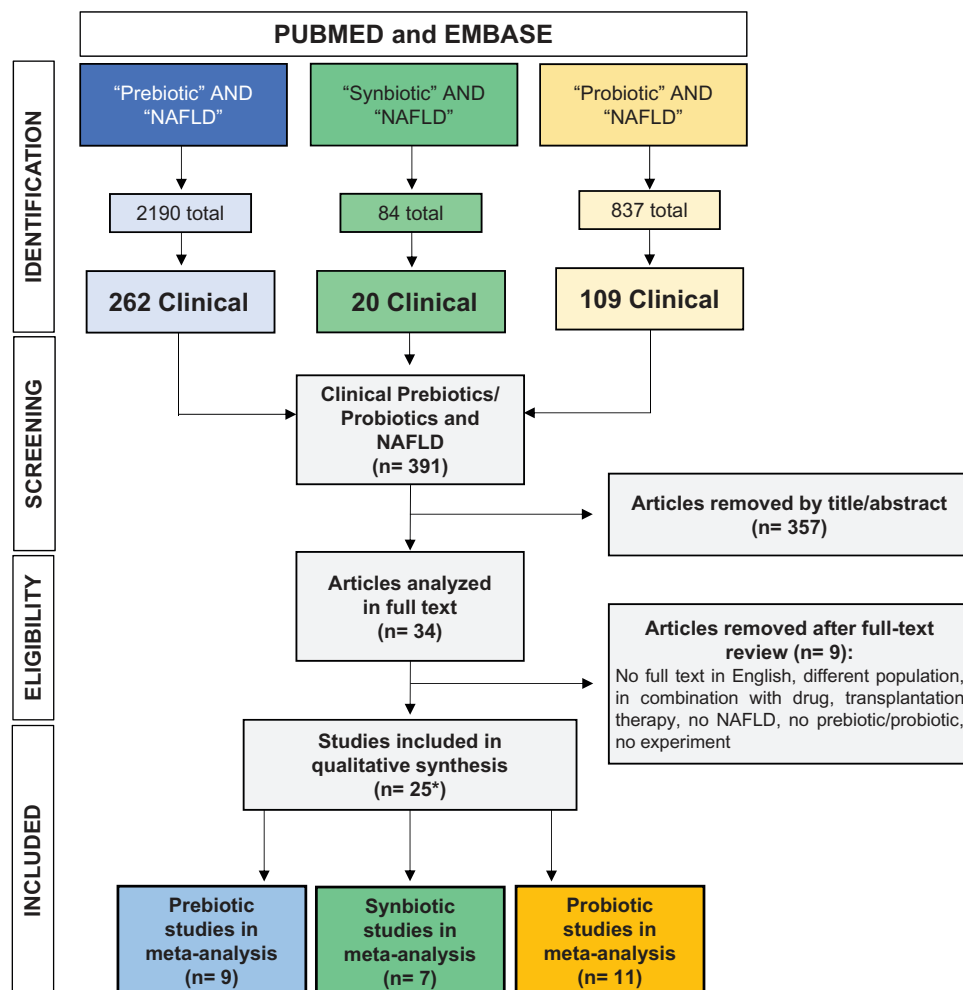 PUBMED and EMBASE
IDENTIFICATION
“Prebiotic” AND
“NAFLD”
“Synbiotic” AND
“NAFLD”
“Probiotic” AND
“NAFLD”
2190 total
84 total
837 total
262 Clinical
20 Clinical
109 Clinical
SCREENING
Clinical Prebiotics/
Probiotics and
NAFLD
(n= 391)
Articles removed by title/abstract
(n= 357)
ELIGIBILITY
Articles analyzed
in full text
(n= 34)
Articles removed after full-text
review (n= 9):
No full text in English, different population,
in combination with drug, transplantation
therapy, no NAFLD, no prebiotic/probiotic,
no experiment
INCLUDED
Studies included in
qualitative synthesis
(n= 25*)
Prebiotic
studies in
meta-analysis
(n= 9)
Synbiotic
studies in
meta-analysis
(n= 7)
Probiotic
studies in
meta-analysis
(n= 11)